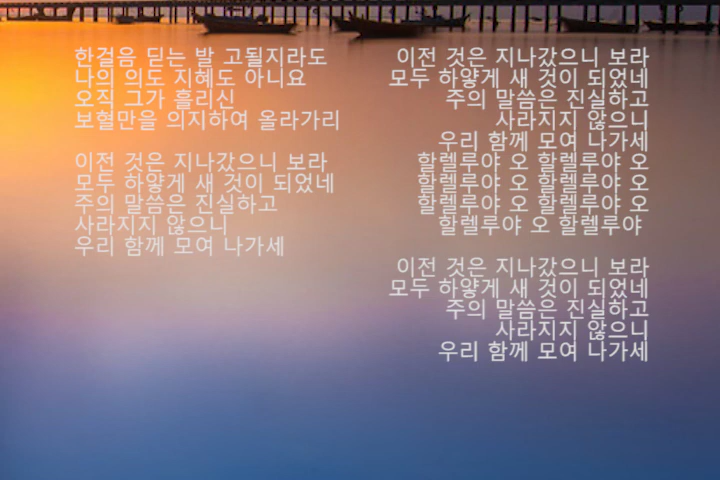 한걸음 딛는 발 고될지라도
나의 의도 지혜도 아니요
오직 그가 흘리신
보혈만을 의지하여 올라가리
이전 것은 지나갔으니 보라
모두 하얗게 새 것이 되었네
주의 말씀은 진실하고
사라지지 않으니
우리 함께 모여 나가세
이전 것은 지나갔으니 보라
모두 하얗게 새 것이 되었네
주의 말씀은 진실하고
사라지지 않으니
우리 함께 모여 나가세
할렐루야 오 할렐루야 오
할렐루야 오 할렐루야 오
할렐루야 오 할렐루야 오
할렐루야 오 할렐루야
이전 것은 지나갔으니 보라
모두 하얗게 새 것이 되었네
주의 말씀은 진실하고
사라지지 않으니
우리 함께 모여 나가세